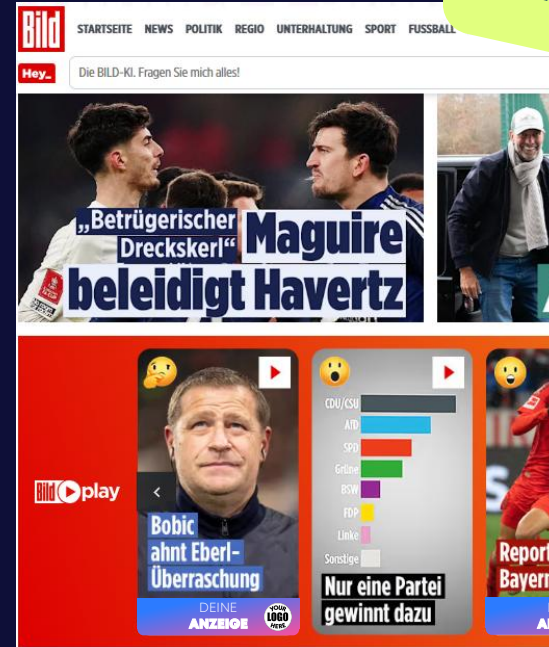 Bild
STARTSEITE NEWS POLITIK REGIO UNTERHALTUNG SPORT FUSSBALL
Hey_
Die BILD-KI. Fragen Sie mich alles!
„Betrügerischer
Dreckskerl“
Maguire
beleidigt Havertz
A
Bild play
Bobic
ahnt Eberl-
Überraschung
DEINE
ANZEIGE
YOUR
LOGO
HERE
CDU/CSU
AfD
SPD
Grüne
BSW
FDP
Linke
Sonstige
Nur eine Partei
gewinnt dazu
Report
Bayern